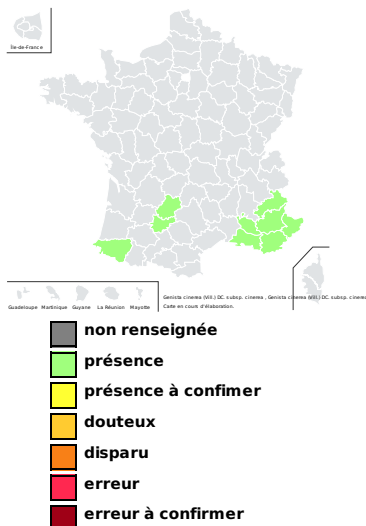 Île-de-France
Guadeloupe Martinique Guyane La Réunion Mayotte
Genista cinerea (Vill.) DC. subsp. cinerea , Genista cinerea (Vill.) DC. subsp. cinerea
Carte en cours d'élaboration.
non renseignée
présence
présence à confimer
douteux
disparu
erreur
erreur à confirmer